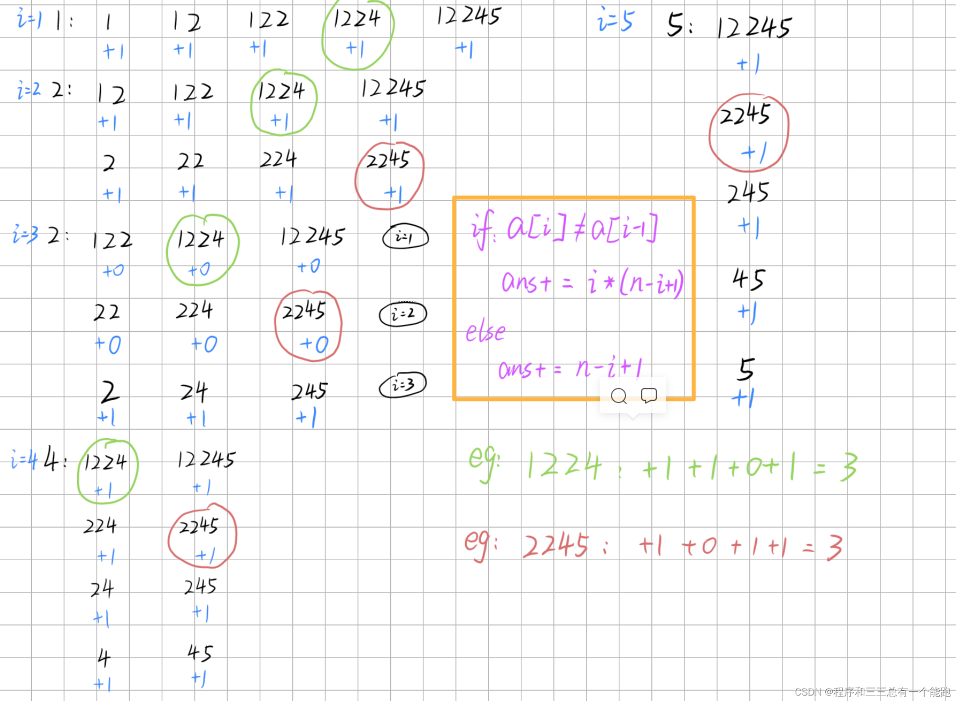 i=1 1: 1 12 122 1224 12245
+1 +1 +1 +1 +1
i=2 2: 12 122 1224 12245
+1 +1 +1 +1
2 22 224 2245
+1 +1 +1 +1
i=3 2: 122 1224 12245 i=1
+0 +0 +0
22 224 2245 i=2
+0 +0 +0
2 24 245 i=3
+1 +1 +1
i=4 4: 1224 12245
+1 +1
224 2245
+1 +1
24 245
+1 +1
4 45
+1 +1
i=5 5: 12245
+1
2245
+1
245
+1
45
+1
5
+1
if: a[i]≠a[i-1]
ans+ = i*(n-i+1)
else
ans+ = n-i+1
eg: 1224: +1+1+0+1=3
eg: 2245: +1+0+1+1=3
CSDN @程序和三三总有一个能跑